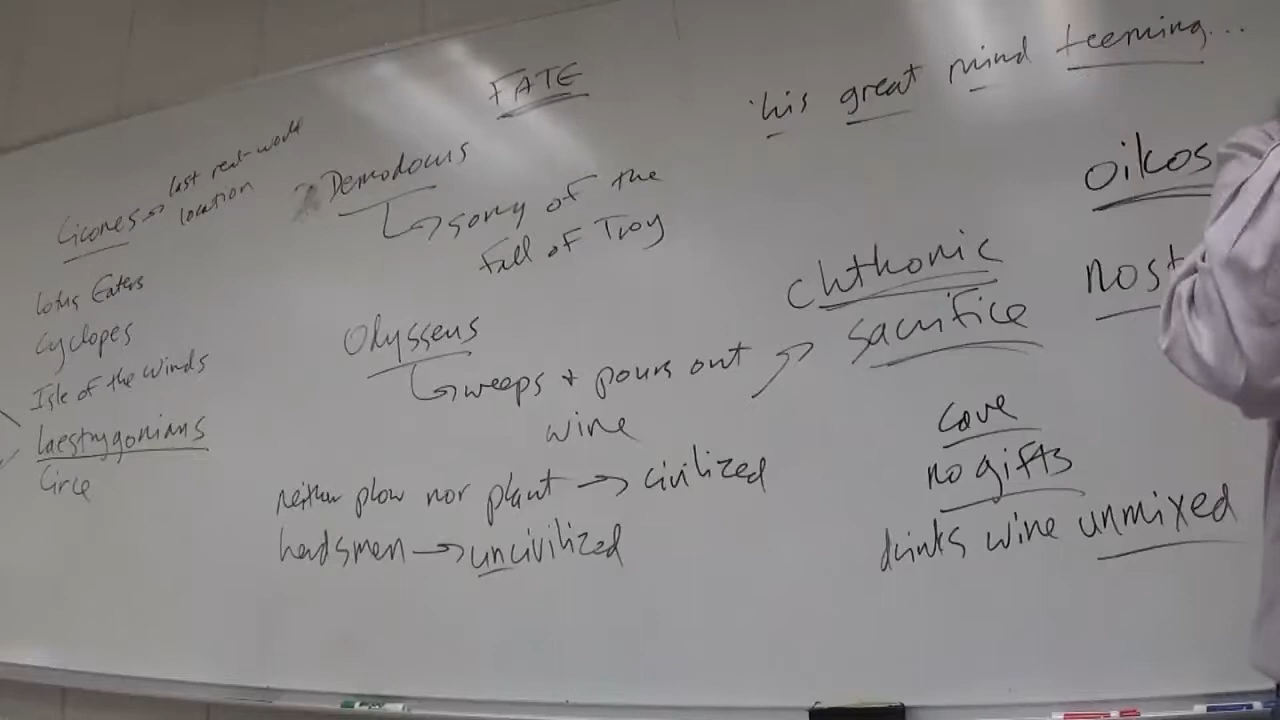 FATE
his great mind teeming...
Cicones → last real-world
location
Lotus Eaters
Cyclopes
Isle of the Winds
Laestrygonians
Circe
Demodocus
↳ song of the
fall of Troy
Odysseus
↳ weeps + pours out
wine
neither plow nor plant → civilized
herdsmen → uncivilized
chthonic
sacrifice
cave
no gifts
drinks wine unmixed
oikos